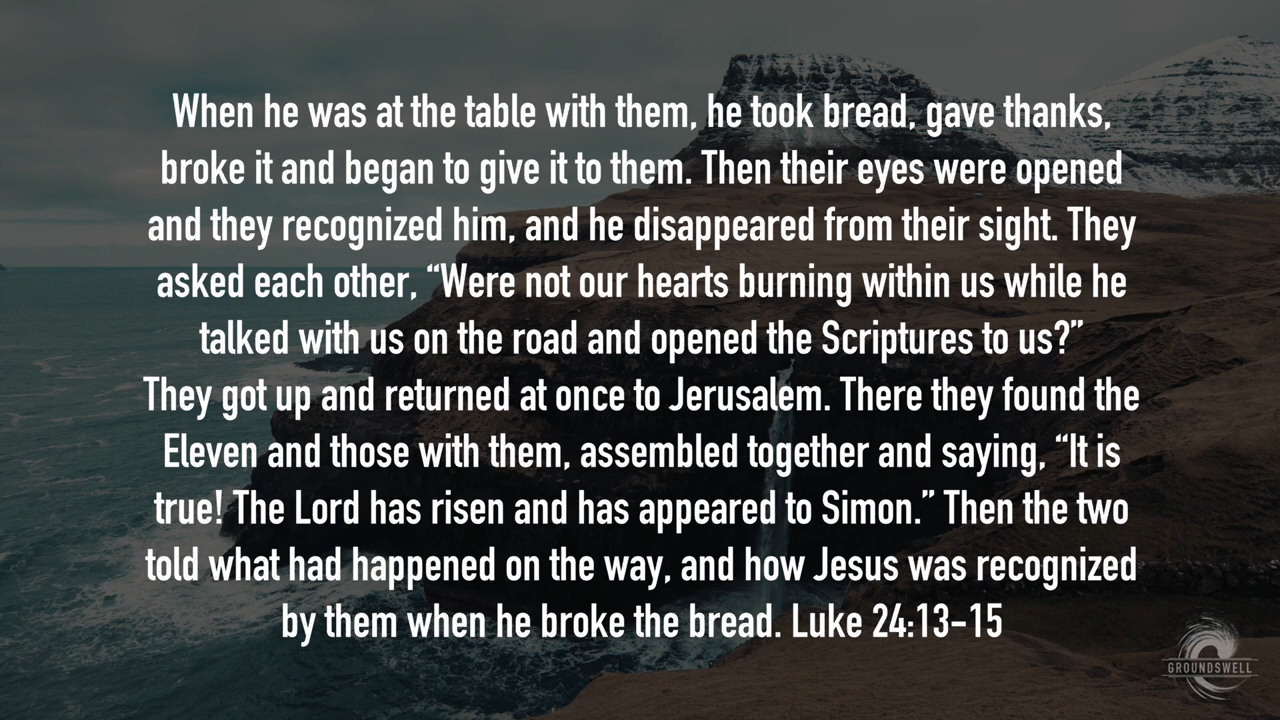 When he was at the table with them, he took bread, gave thanks,
broke it and began to give it to them. Then their eyes were opened
and they recognized him, and he disappeared from their sight. They
asked each other, “Were not our hearts burning within us while he
talked with us on the road and opened the Scriptures to us?”
They got up and returned at once to Jerusalem. There they found the
Eleven and those with them, assembled together and saying, “It is
true! The Lord has risen and has appeared to Simon.” Then the two
told what had happened on the way, and how Jesus was recognized
by them when he broke the bread. Luke 24:13-15
GROUNDSWELL